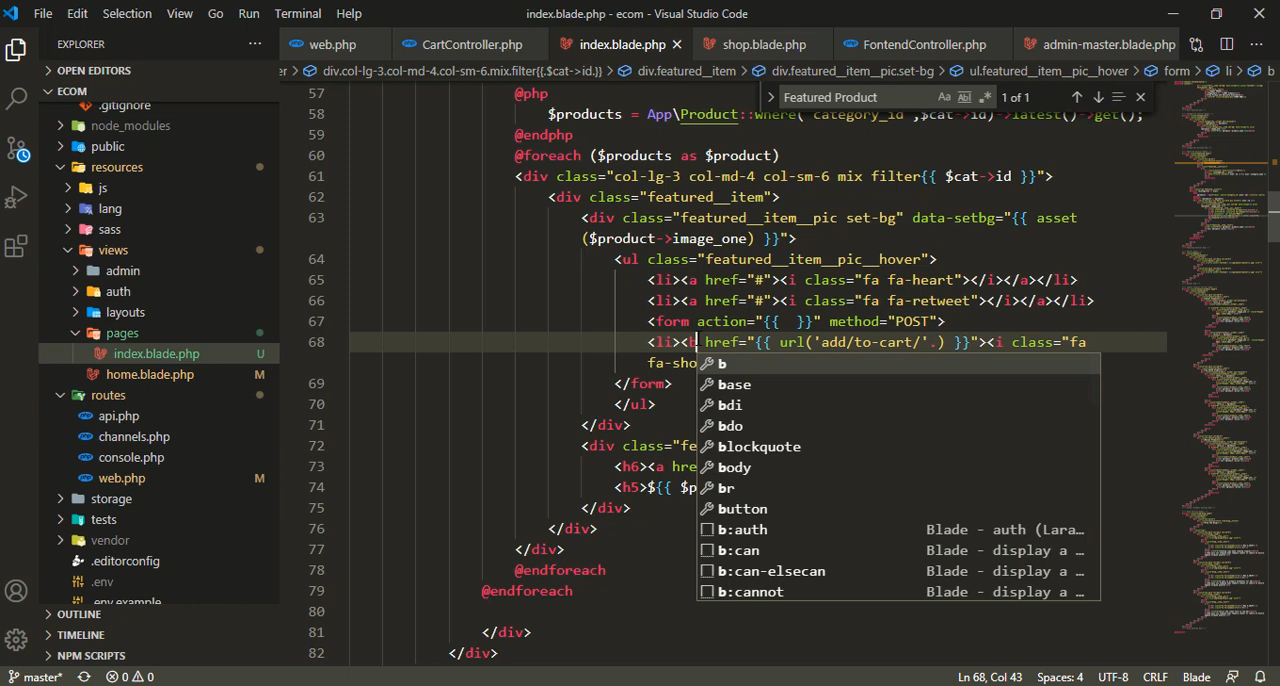 File Edit Selection View Go Run Terminal Help index.blade.php - ecom - Visual Studio Code
EXPLORER
web.php CartController.php index.blade.php shop.blade.php FontendController.php admin-master.blade.php
OPEN EDITORS
er > div.col-lg-3.col-md-4.col-sm-6.mix.filter{{.$cat->id.}} > div.featured__item > div.featured__item__pic.set-bg > ul.featured__item__pic__hover > form > li > b
ECOM
.gitignore
node_modules
public
resources
js
lang
sass
views
admin
auth
layouts
pages
index.blade.php U
home.blade.php M
routes
api.php
channels.php
console.php
web.php M
storage
tests
vendor
.editorconfig
.env
.env.example
OUTLINE
TIMELINE
NPM SCRIPTS
Featured Product 1 of 1
57 @php
58 $products = App\Product::where('category_id',$cat->id)->latest()->get();
59 @endphp
60 @foreach ($products as $product)
61 <div class="col-lg-3 col-md-4 col-sm-6 mix filter{{ $cat->id }}">
62 <div class="featured__item">
63 <div class="featured__item__pic set-bg" data-setbg="{{ asset
($product->image_one) }}">
64 <ul class="featured__item__pic__hover">
65 <li><a href="#"><i class="fa fa-heart"></i></a></li>
66 <li><a href="#"><i class="fa fa-retweet"></i></a></li>
67 <form action="{{  }}" method="POST">
68 <li><b href="{{ url('add/to-cart/'.) }}"><i class="fa
fa-sho
69 </form>
70 </ul>
71 </div>
72 <div class="fe
73 <h6><a hre
74 <h5>${{ $p
75 </div>
76 </div>
77 </div>
78 @endforeach
79 @endforeach
80
81 </div>
82 </div>
b
base
bdi
bdo
blockquote
body
br
button
b:auth Blade - auth (Lara…
b:can Blade - display a …
b:can-elsecan Blade - display a …
b:cannot Blade - display a …
master* 0 0 Ln 68, Col 43 Spaces: 4 UTF-8 CRLF Blade